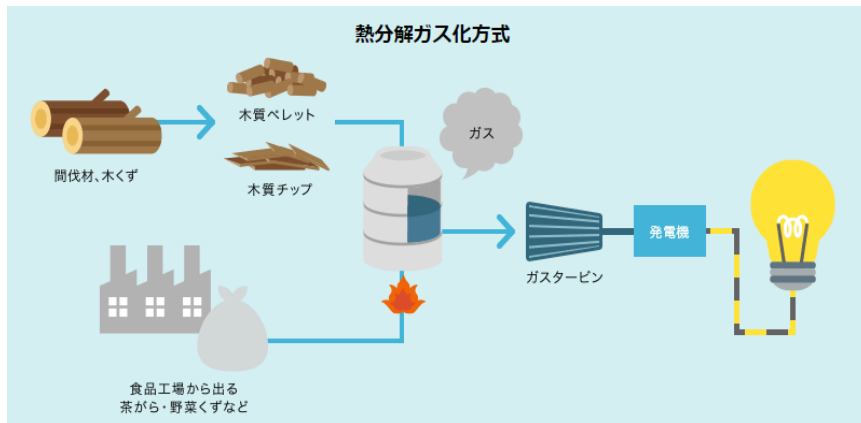 熱分解ガス化方式
木質ペレット
ガス
間伐材、木くず
木質チップ
発電機
ガスタービン
食品工場から出る
茶がら・野菜くずなど